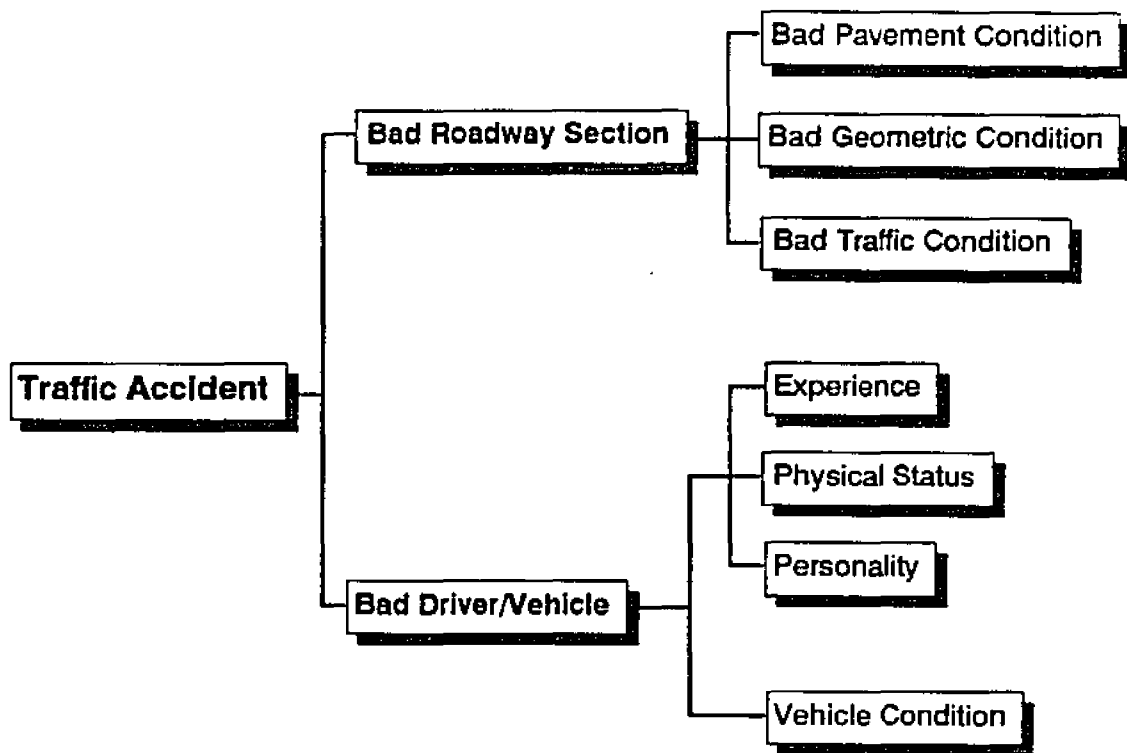 Bad Pavement Condition
Bad Roadway Section
Bad Geometric Condition
Bad Traffic Condition
Traffic Accident
Experience
Physical Status
Personality
Bad Driver/Vehicle
Vehicle Condition